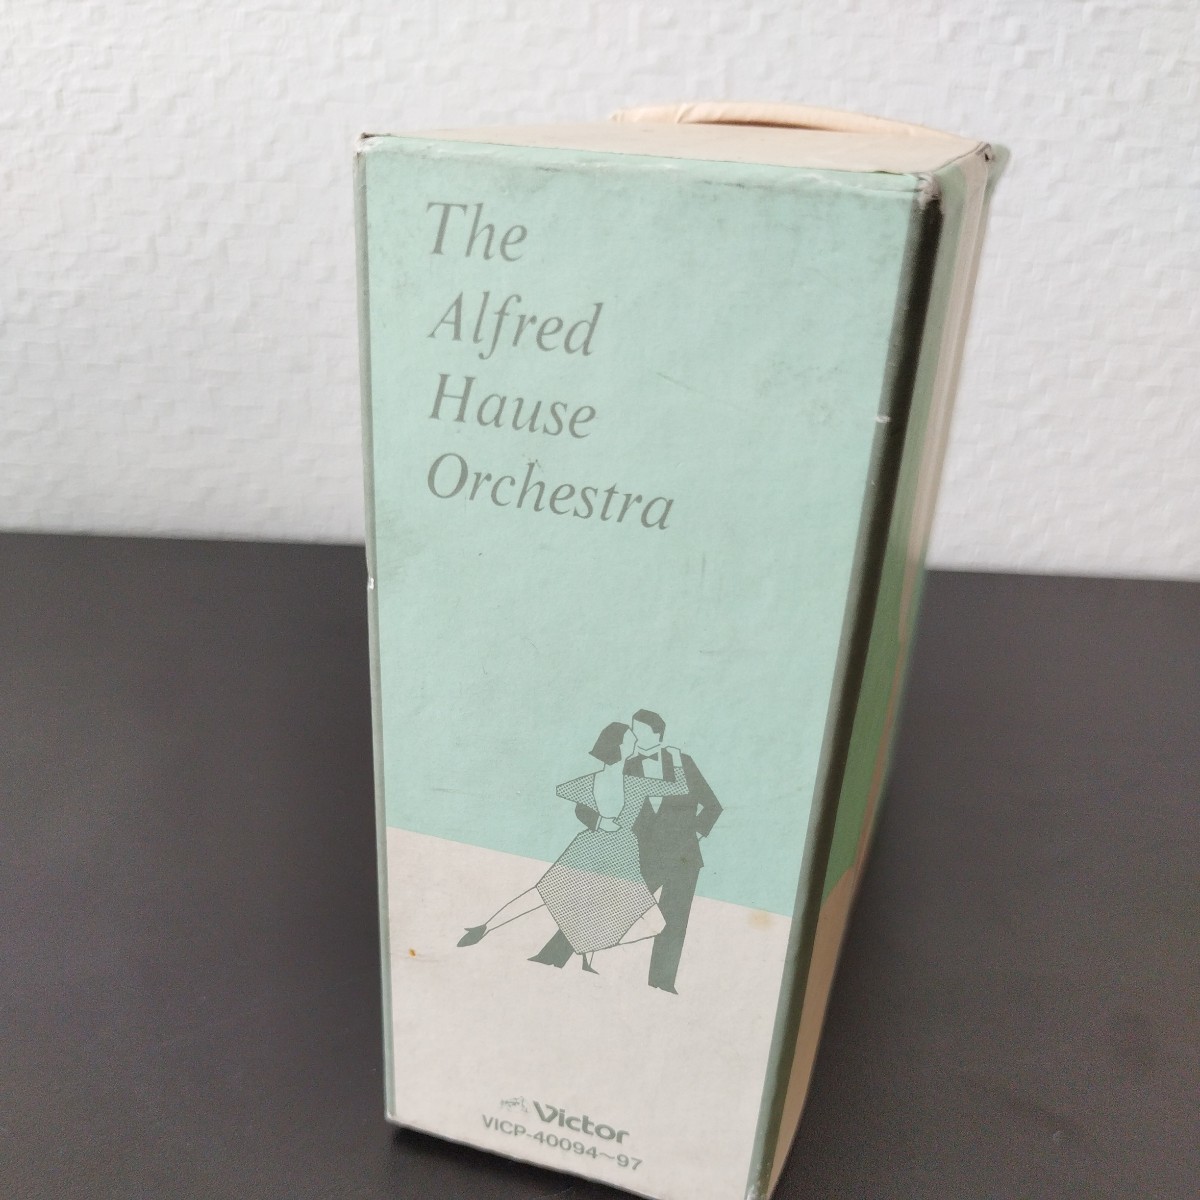 The
Alfred
Hause
Orchestra
Victor
VICP-40094～97